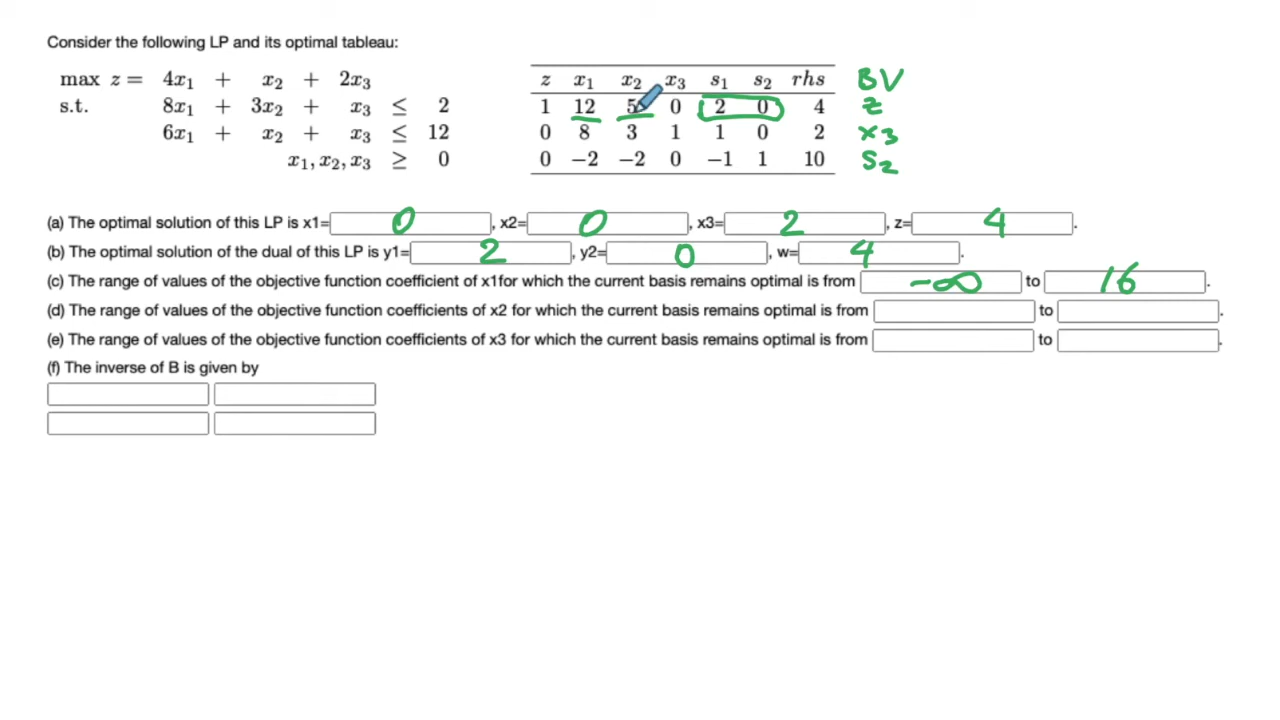 Consider the following LP and its optimal tableau:
max z = 4x₁ + x₂ + 2x₃
s.t. 8x₁ + 3x₂ + x₃ ≤ 2
6x₁ + x₂ + x₃ ≤ 12
x₁, x₂, x₃ ≥ 0
z x₁ x₂ x₃ s₁ s₂ rhs BV
1 12 5 0 2 0 4 z
0 8 3 1 1 0 2 x₃
0 −2 −2 0 −1 1 10 S₂
(a) The optimal solution of this LP is x1= 0 , x2= 0 , x3= 2 , z= 4 .
(b) The optimal solution of the dual of this LP is y1= 2 , y2= 0 , w= 4 .
(c) The range of values of the objective function coefficient of x1for which the current basis remains optimal is from -∞ to 16 .
(d) The range of values of the objective function coefficients of x2 for which the current basis remains optimal is from to .
(e) The range of values of the objective function coefficients of x3 for which the current basis remains optimal is from to .
(f) The inverse of B is given by